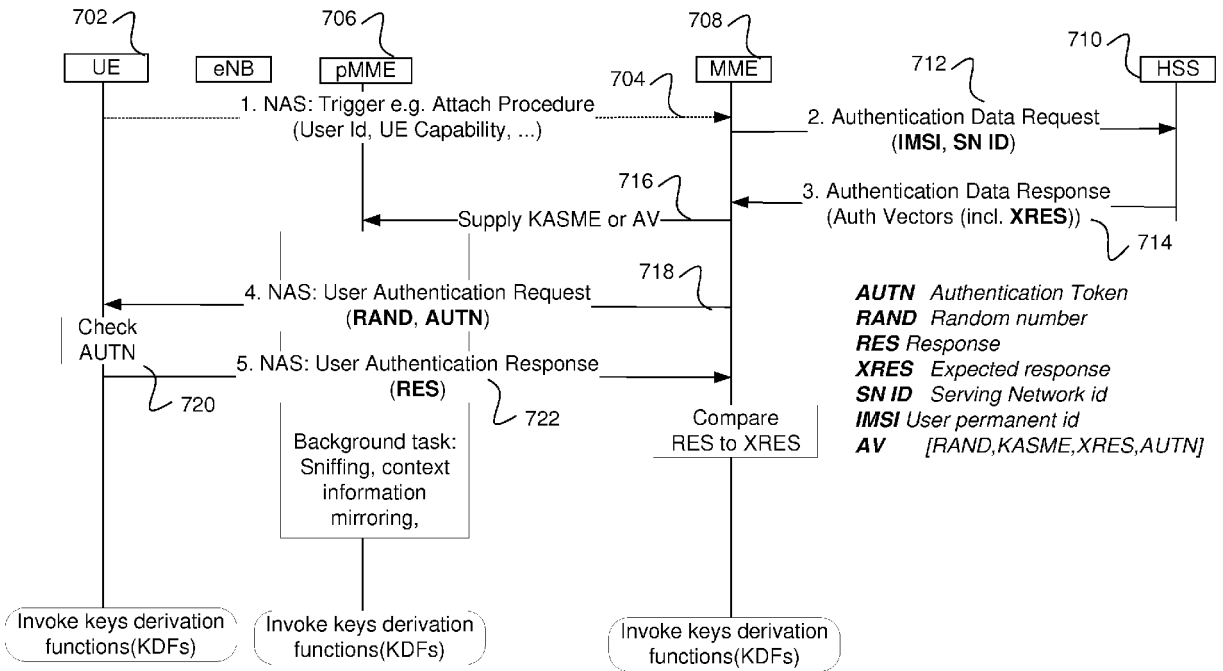 702
706
708
710
UE
eNB
pMME
MME
HSS
704
712
1. NAS: Trigger e.g. Attach Procedure
(User Id, UE Capability, ...)
2. Authentication Data Request
(IMSI, SN ID)
716
3. Authentication Data Response
(Auth Vectors (incl. XRES))
714
Supply KASME or AV
718
4. NAS: User Authentication Request
(RAND, AUTN)
Check
AUTN
720
5. NAS: User Authentication Response
(RES)
722
Compare
RES to XRES
Background task:
Sniffing, context
information
mirroring,
AUTN Authentication Token
RAND Random number
RES Response
XRES Expected response
SN ID Serving Network id
IMSI User permanent id
AV [RAND,KASME,XRES,AUTN]
Invoke keys derivation
functions(KDFs)
Invoke keys derivation
functions(KDFs)
Invoke keys derivation
functions(KDFs)